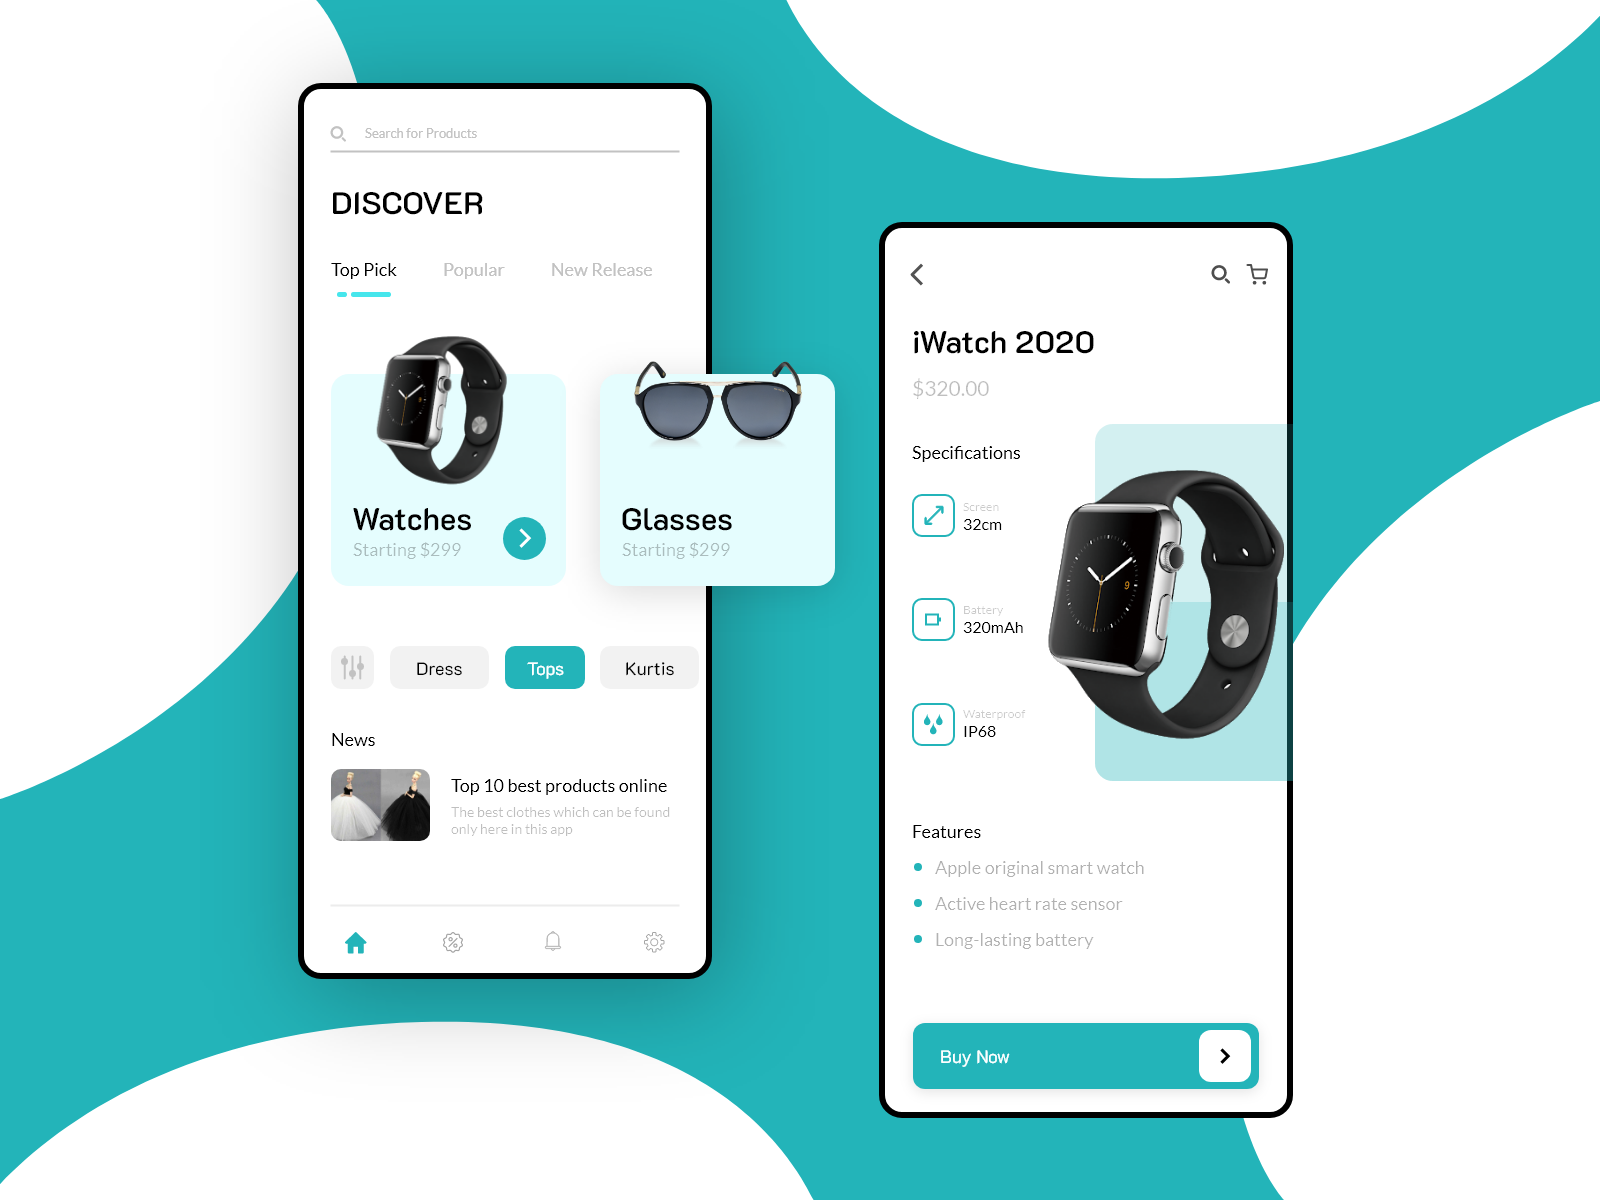 Search for Products
DISCOVER
Top Pick
Popular
New Release
Watches
Starting $299
Glasses
Starting $299
Dress
Tops
Kurtis
News
Top 10 best products online
The best clothes which can be found
only here in this app
iWatch 2020
$320.00
Specifications
Screen
32cm
Battery
320mAh
Waterproof
IP68
9
Features
Apple original smart watch
Active heart rate sensor
Long-lasting battery
Buy Now